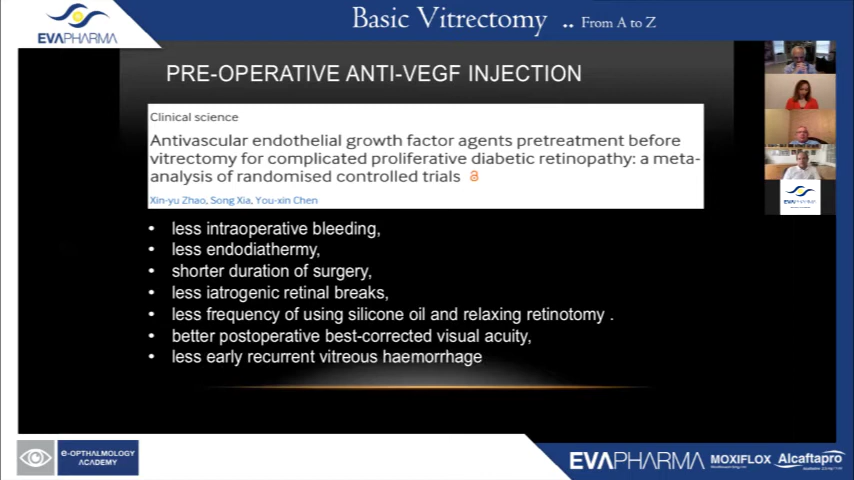 Basic Vitrectomy .. From A to Z
EVAPHARMA
PRE-OPERATIVE ANTI-VEGF INJECTION
Clinical science
Antivascular endothelial growth factor agents pretreatment before
vitrectomy for complicated proliferative diabetic retinopathy: a meta-
analysis of randomised controlled trials
Xin-yu Zhao, Song Xia, You-xin Chen
• less intraoperative bleeding,
• less endodiathermy,
• shorter duration of surgery,
• less iatrogenic retinal breaks,
• less frequency of using silicone oil and relaxing retinotomy .
• better postoperative best-corrected visual acuity,
• less early recurrent vitreous haemorrhage
EVAPHARMA
e-OPTHALMOLOGY
ACADEMY
EVAPHARMA MOXIFLOX Alcaftapro